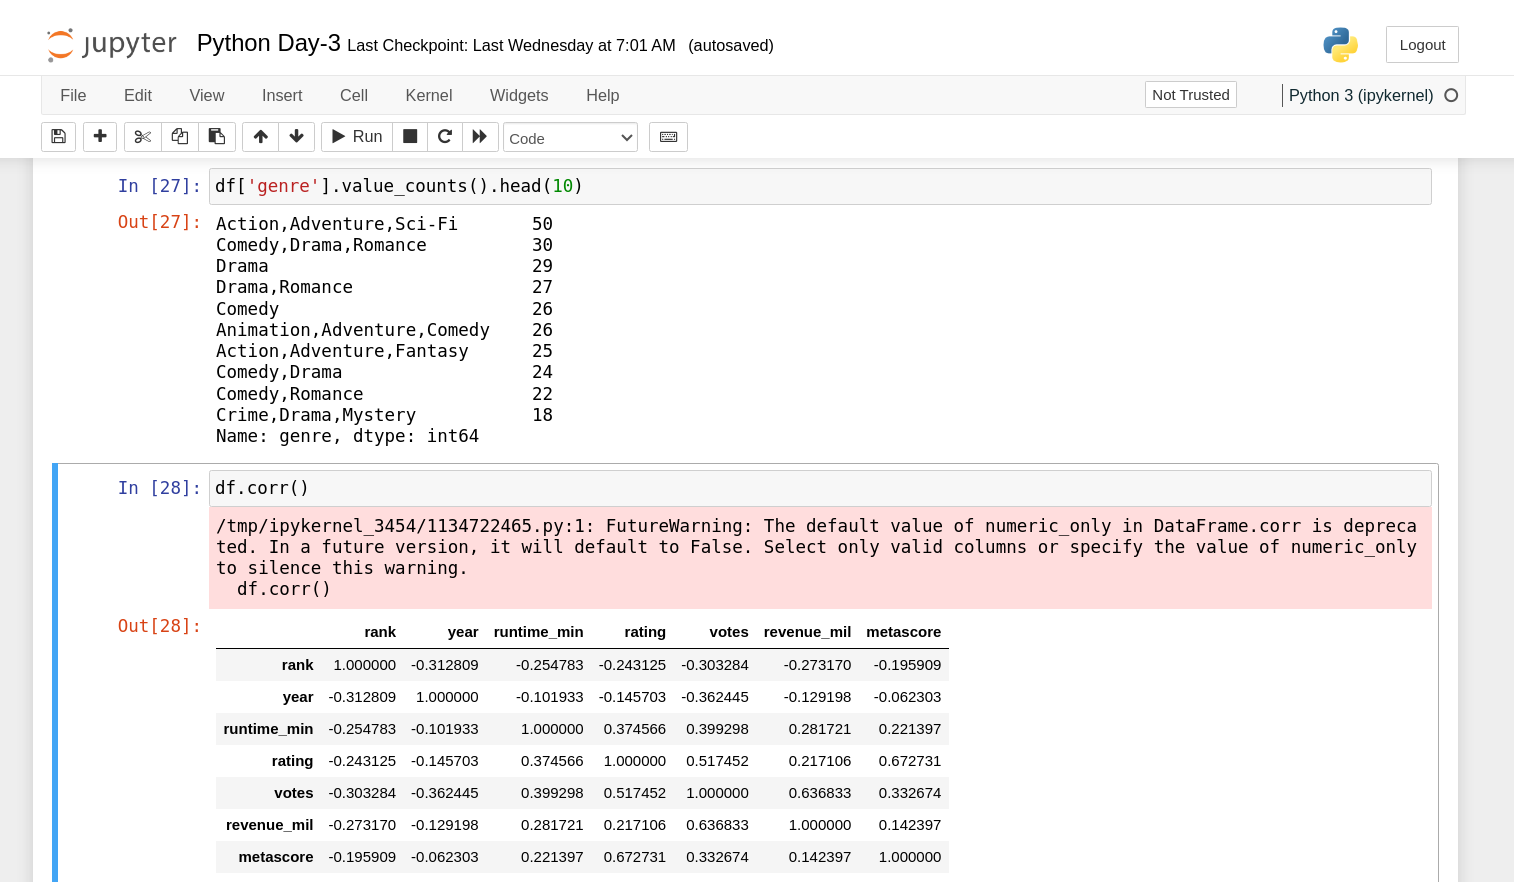 jupyter Python Day-3 Last Checkpoint: Last Wednesday at 7:01 AM (autosaved) Logout
File Edit View Insert Cell Kernel Widgets Help Not Trusted Python 3 (ipykernel)
Run Code
In [27]: df['genre'].value_counts().head(10)
Out[27]: Action,Adventure,Sci-Fi 50
Comedy,Drama,Romance 30
Drama 29
Drama,Romance 27
Comedy 26
Animation,Adventure,Comedy 26
Action,Adventure,Fantasy 25
Comedy,Drama 24
Comedy,Romance 22
Crime,Drama,Mystery 18
Name: genre, dtype: int64
In [28]: df.corr()
/tmp/ipykernel_3454/1134722465.py:1: FutureWarning: The default value of numeric_only in DataFrame.corr is depreca
ted. In a future version, it will default to False. Select only valid columns or specify the value of numeric_only
to silence this warning.
df.corr()
Out[28]:
rank year runtime_min rating votes revenue_mil metascore
rank 1.000000 -0.312809 -0.254783 -0.243125 -0.303284 -0.273170 -0.195909
year -0.312809 1.000000 -0.101933 -0.145703 -0.362445 -0.129198 -0.062303
runtime_min -0.254783 -0.101933 1.000000 0.374566 0.399298 0.281721 0.221397
rating -0.243125 -0.145703 0.374566 1.000000 0.517452 0.217106 0.672731
votes -0.303284 -0.362445 0.399298 0.517452 1.000000 0.636833 0.332674
revenue_mil -0.273170 -0.129198 0.281721 0.217106 0.636833 1.000000 0.142397
metascore -0.195909 -0.062303 0.221397 0.672731 0.332674 0.142397 1.000000